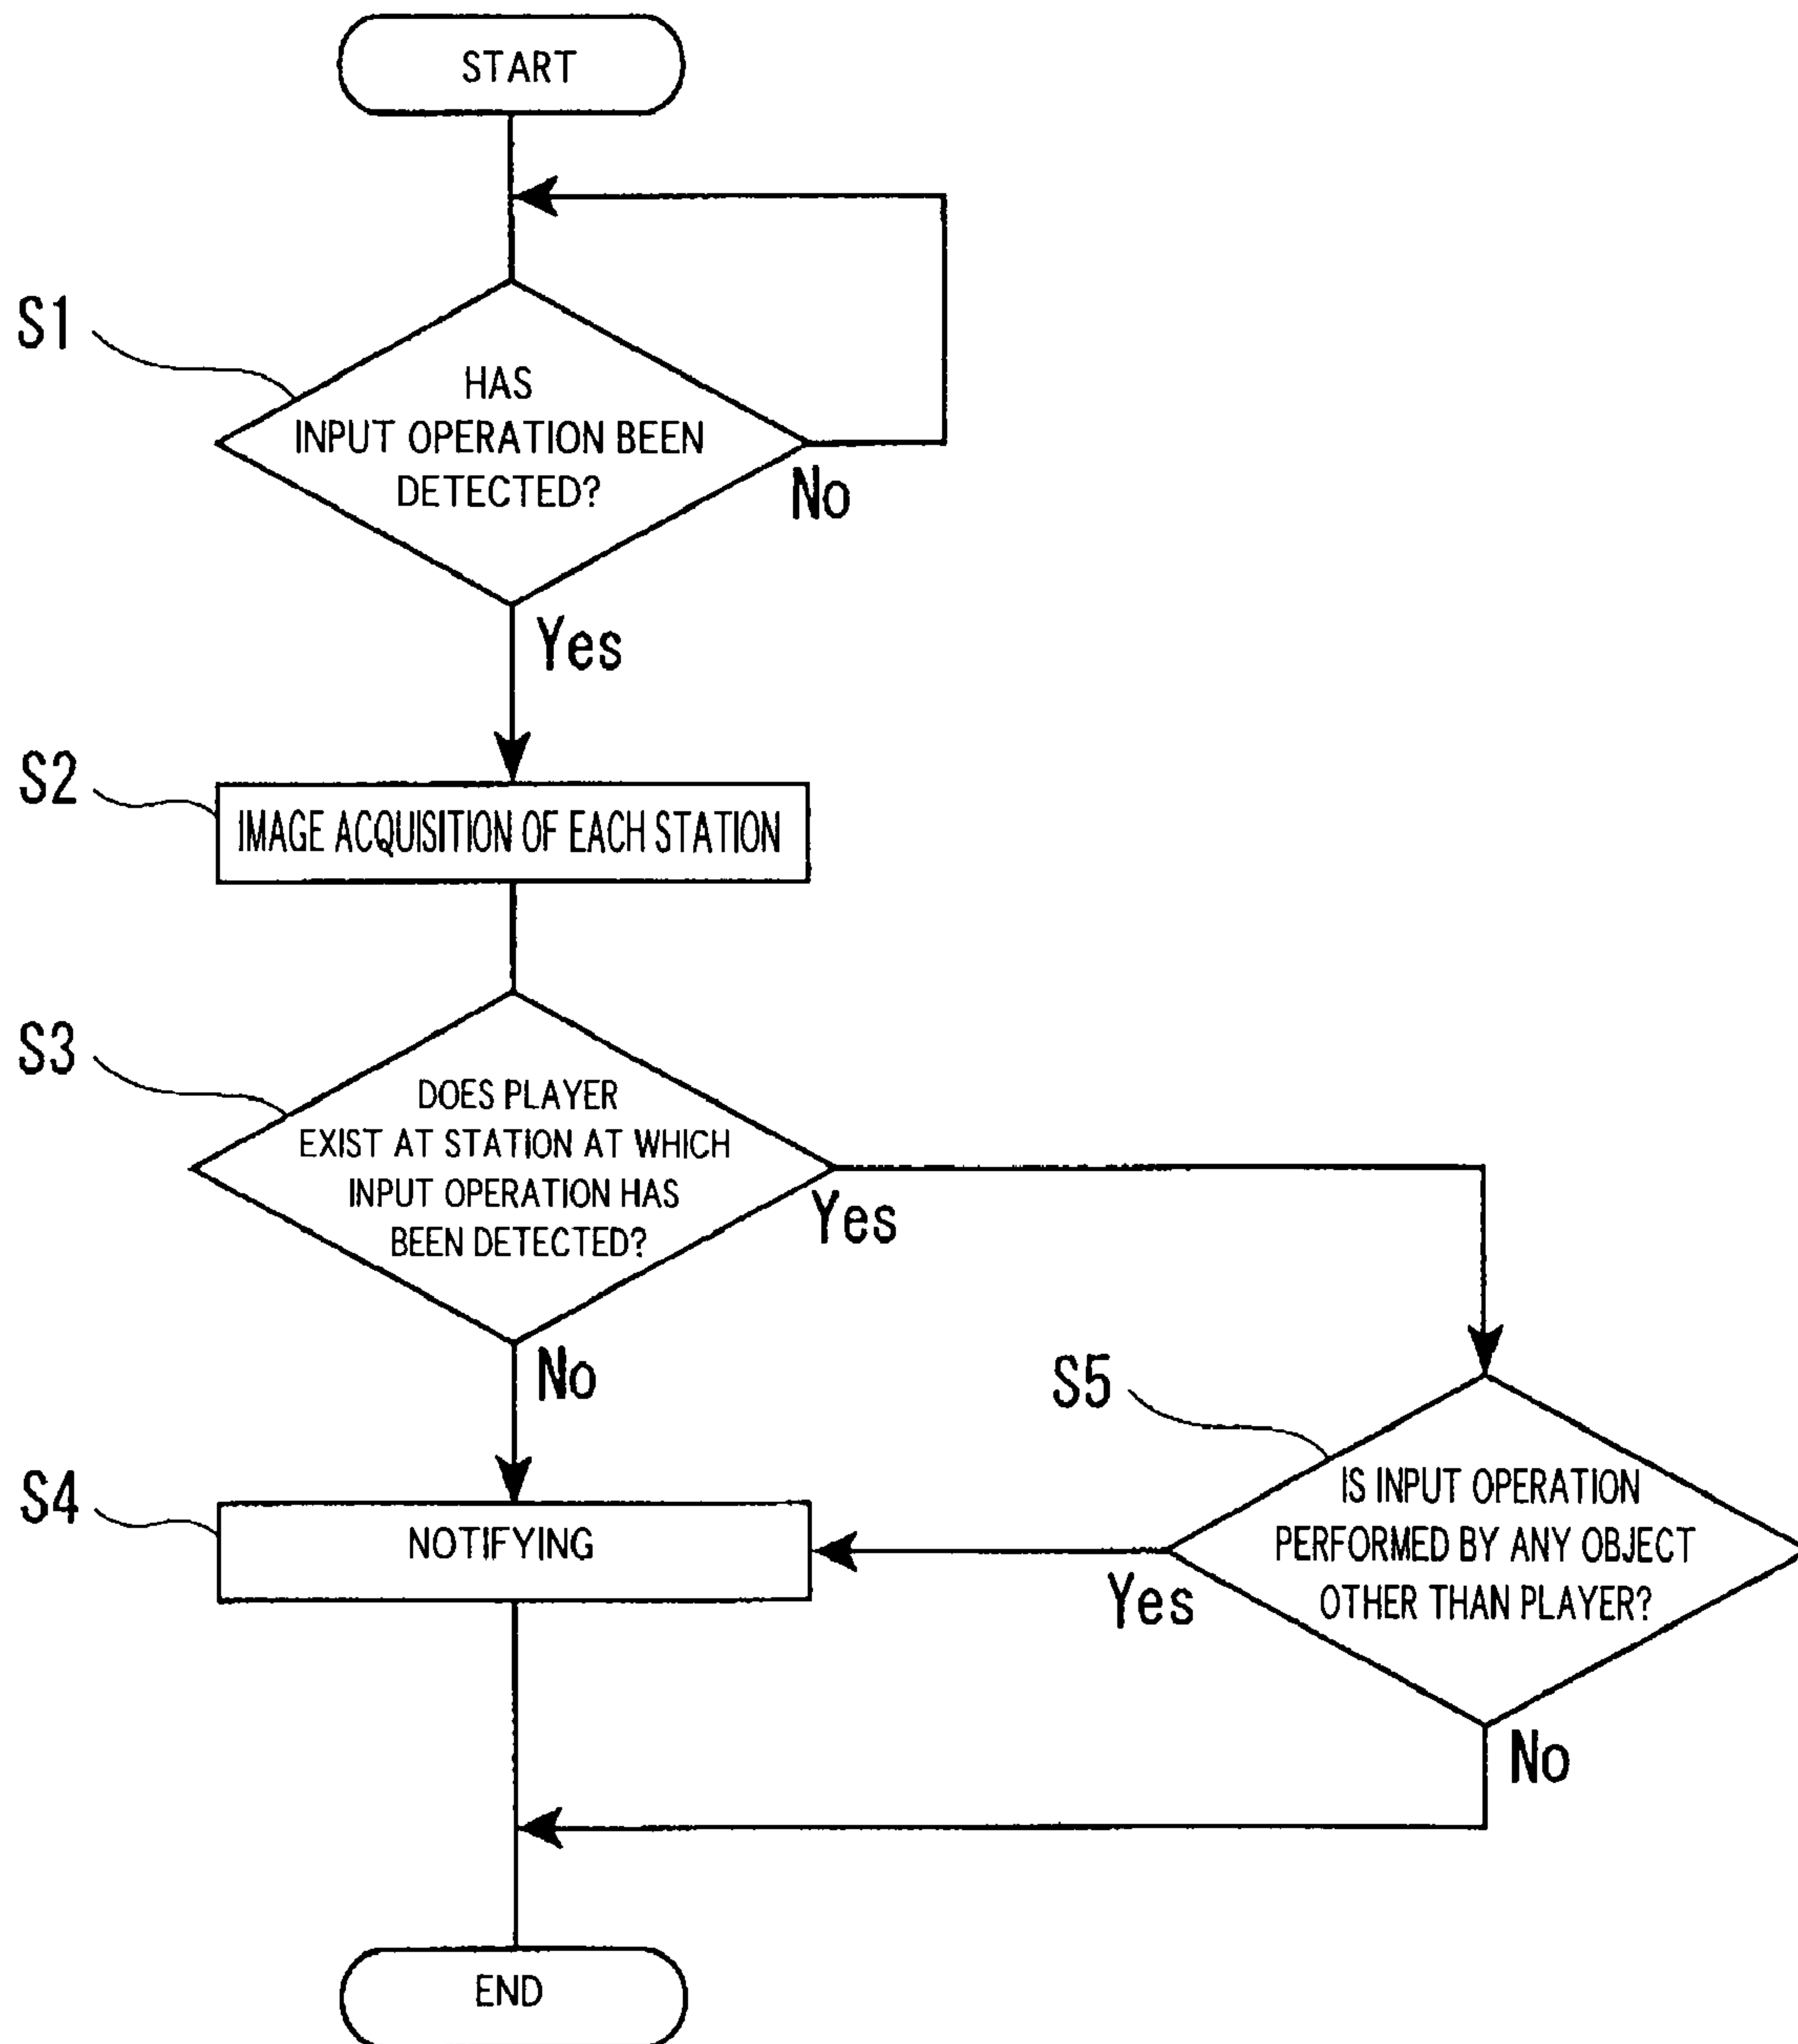 START
S1
HAS
INPUT OPERATION BEEN
DETECTED?
No
Yes
S2
IMAGE ACQUISITION OF EACH STATION
S3
DOES PLAYER
EXIST AT STATION AT WHICH
INPUT OPERATION HAS
BEEN DETECTED?
Yes
No
S5
IS INPUT OPERATION
PERFORMED BY ANY OBJECT
OTHER THAN PLAYER?
Yes
No
S4
NOTIFYING
END